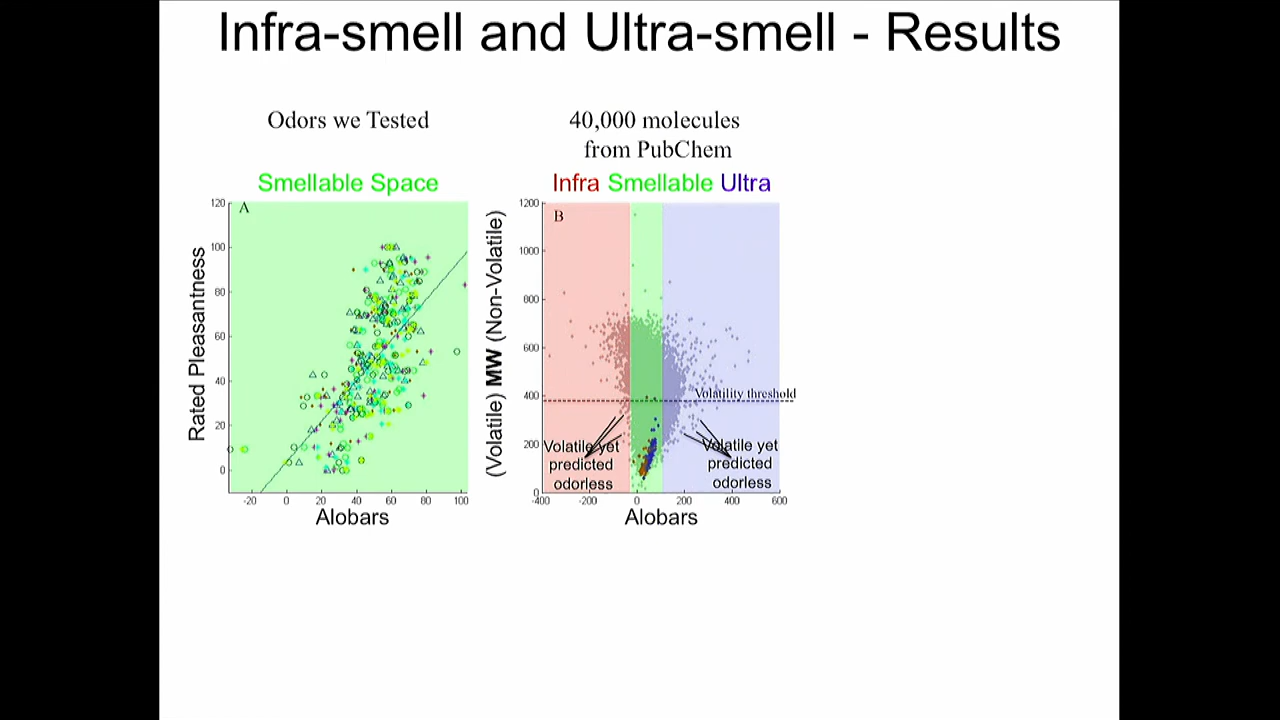 Infra-smell and Ultra-smell - Results
Odors we Tested
40,000 molecules
from PubChem
Smellable Space
Infra Smellable Ultra
A
Rated Pleasantness
120
100
80
60
40
20
0
-20 0 20 40 60 80 100
Alobars
B
(Volatile) MW (Non-Volatile)
1200
1000
800
600
400
200
0
Volatility threshold
Volatile yet
predicted
odorless
Volatile yet
predicted
odorless
-400 -200 0 200 400 600
Alobars